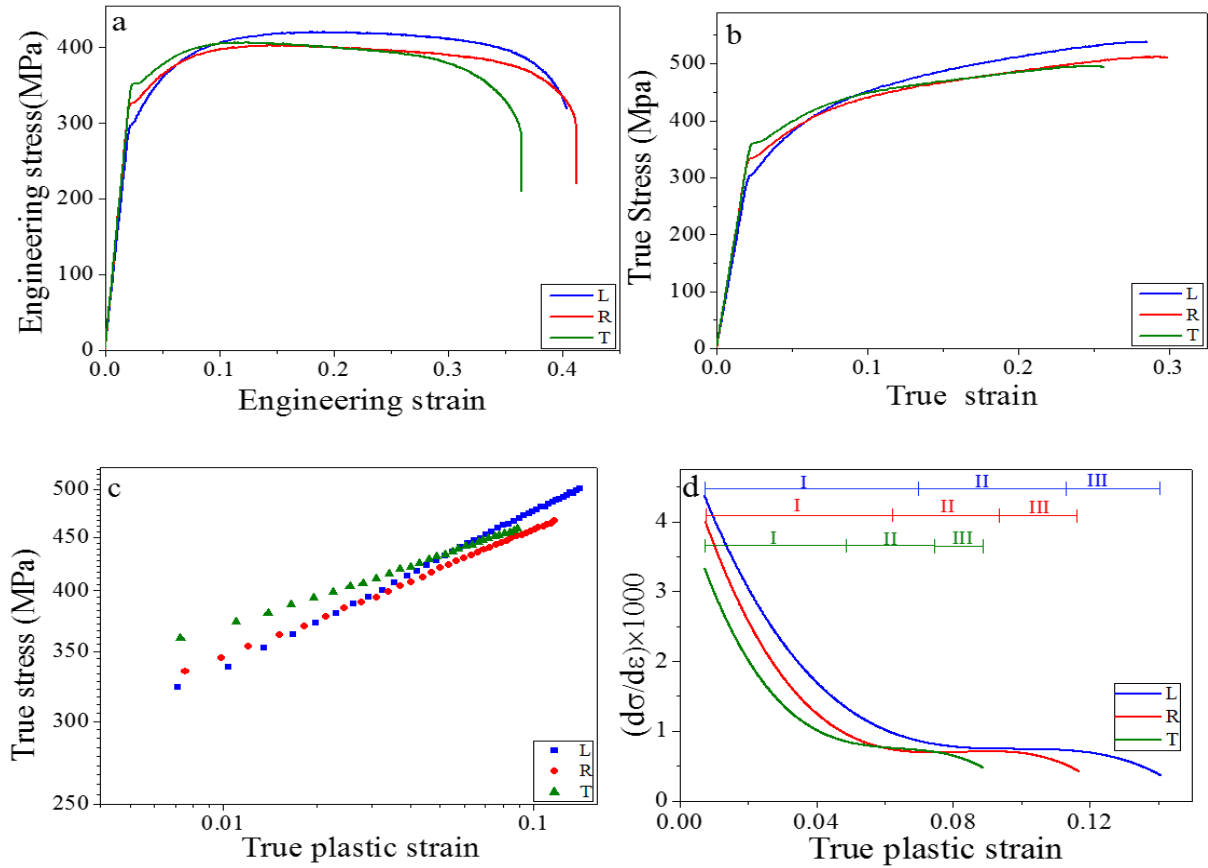 a
Engineering stress(MPa)
400
300
200
100
0
0.0 0.1 0.2 0.3 0.4
Engineering strain
L
R
T
b
True Stress (Mpa)
500
400
300
200
100
0
0.0 0.1 0.2 0.3
True strain
L
R
T
c
True stress (MPa)
500
450
400
350
300
250
0.01 0.1
True plastic strain
L
R
T
d
(dσ/dε)×1000
4
3
2
1
0
I II III
I II III
I II III
0.00 0.04 0.08 0.12
True plastic strain
L
R
T